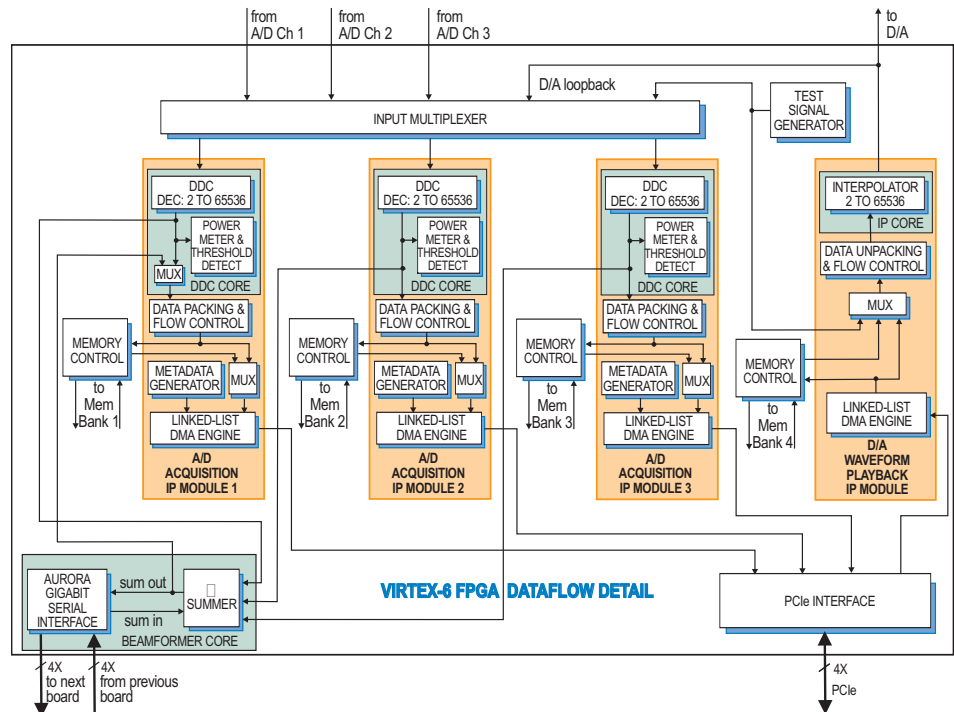 from
A/D Ch 1
from
A/D Ch 2
from
A/D Ch 3
to
D/A
D/A loopback
INPUT MULTIPLEXER
TEST
SIGNAL
GENERATOR
DDC
DEC: 2 TO 65536
POWER
METER &
THRESHOLD
DETECT
MUX
DDC CORE
DATA PACKING &
FLOW CONTROL
MEMORY
CONTROL
METADATA
GENERATOR
MUX
to
Mem
Bank 1
LINKED-LIST
DMA ENGINE
A/D
ACQUISITION
IP MODULE 1
DDC
DEC: 2 TO 65536
POWER
METER &
THRESHOLD
DETECT
DDC CORE
DATA PACKING &
FLOW CONTROL
MEMORY
CONTROL
METADATA
GENERATOR
MUX
to
Mem
Bank 2
LINKED-LIST
DMA ENGINE
A/D
ACQUISITION
IP MODULE 2
DDC
DEC: 2 TO 65536
POWER
METER &
THRESHOLD
DETECT
DDC CORE
DATA PACKING &
FLOW CONTROL
MEMORY
CONTROL
METADATA
GENERATOR
MUX
to
Mem
Bank 3
LINKED-LIST
DMA ENGINE
A/D
ACQUISITION
IP MODULE 3
INTERPOLATOR
2 TO 65536
IP CORE
DATA UNPACKING
& FLOW CONTROL
MUX
MEMORY
CONTROL
to
Mem
Bank 4
LINKED-LIST
DMA ENGINE
D/A
WAVEFORM
PLAYBACK
IP MODULE
AURORA
GIGABIT
SERIAL
INTERFACE
sum out
sum in
SUMMER
BEAMFORMER CORE
VIRTEX-6 FPGA DATAFLOW DETAIL
PCIe INTERFACE
4X
to next
board
4X
from previous
board
4X
PCIe